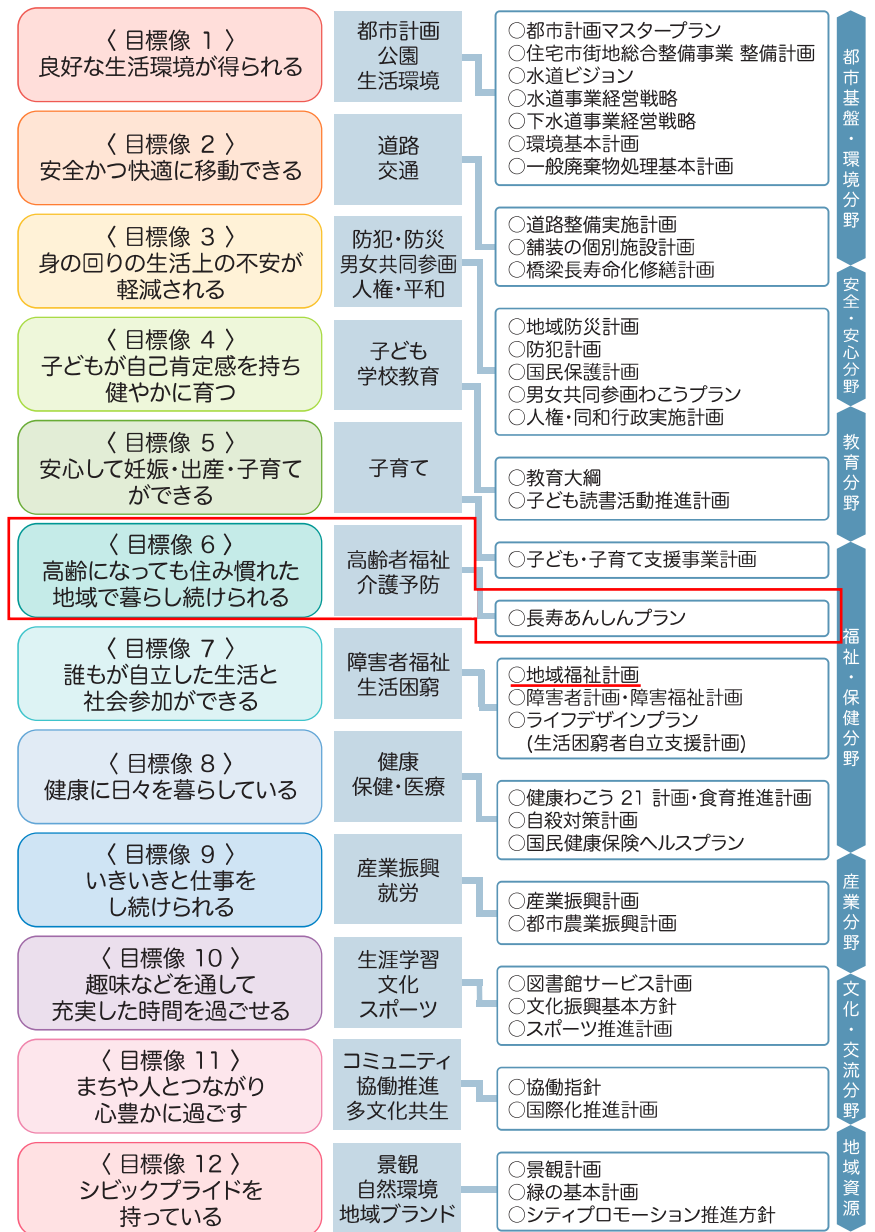 〈 目標像 1 〉
良好な生活環境が得られる
都市計画
公園
生活環境
○都市計画マスタープラン
○住宅市街地総合整備事業 整備計画
○水道ビジョン
○水道事業経営戦略
○下水道事業経営戦略
○環境基本計画
○一般廃棄物処理基本計画
〈 目標像 2 〉
安全かつ快適に移動できる
道路
交通
○道路整備実施計画
○舗装の個別施設計画
○橋梁長寿命化修繕計画
都市基盤・環境分野
〈 目標像 3 〉
身の回りの生活上の不安が
軽減される
防犯・防災
男女共同参画
人権・平和
○地域防災計画
○防犯計画
○国民保護計画
○男女共同参画わこうプラン
○人権・同和行政実施計画
安全・安心分野
〈 目標像 4 〉
子どもが自己肯定感を持ち
健やかに育つ
子ども
学校教育
○教育大綱
○子ども読書活動推進計画
教育分野
〈 目標像 5 〉
安心して妊娠・出産・子育て
ができる
子育て
○子ども・子育て支援事業計画
〈 目標像 6 〉
高齢になっても住み慣れた
地域で暮らし続けられる
高齢者福祉
介護予防
○長寿あんしんプラン
〈 目標像 7 〉
誰もが自立した生活と
社会参加ができる
障害者福祉
生活困窮
○地域福祉計画
○障害者計画・障害福祉計画
○ライフデザインプラン
(生活困窮者自立支援計画)
〈 目標像 8 〉
健康に日々を暮らしている
健康
保健・医療
○健康わこう 21 計画・食育推進計画
○自殺対策計画
○国民健康保険ヘルスプラン
福祉・保健分野
〈 目標像 9 〉
いきいきと仕事を
し続けられる
産業振興
就労
○産業振興計画
○都市農業振興計画
産業分野
〈 目標像 10 〉
趣味などを通して
充実した時間を過ごせる
生涯学習
文化
スポーツ
○図書館サービス計画
○文化振興基本方針
○スポーツ推進計画
〈 目標像 11 〉
まちや人とつながり
心豊かに過ごす
コミュニティ
協働推進
多文化共生
○協働指針
○国際化推進計画
文化・交流分野
〈 目標像 12 〉
シビックプライドを
持っている
景観
自然環境
地域ブランド
○景観計画
○緑の基本計画
○シティプロモーション推進方針
地域資源